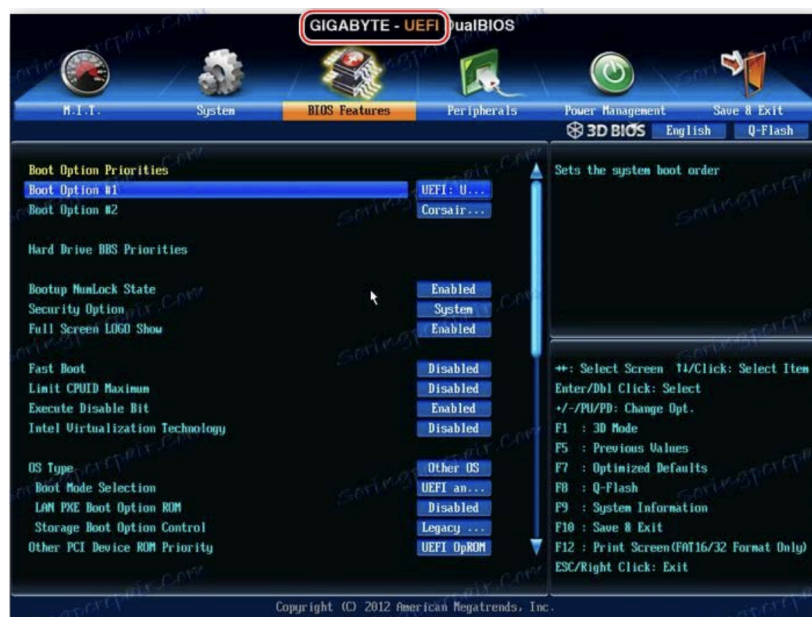 GIGABYTE - UEFI DualBIOS
M.I.T.
System
BIOS Features
Peripherals
Power Management
Save & Exit
3D BIOS
English
Q-Flash
Boot Option Priorities
Boot Option #1 UEFI: U...
Boot Option #2 Corsair...
Hard Drive BBS Priorities
Bootup NumLock State Enabled
Security Option System
Full Screen LOGO Show Enabled
Fast Boot Disabled
Limit CPUID Maximum Disabled
Execute Disable Bit Enabled
Intel Virtualization Technology Disabled
OS Type Other OS
Boot Mode Selection UEFI an...
LAN PXE Boot Option ROM Disabled
Storage Boot Option Control Legacy ...
Other PCI Device ROM Priority UEFI OpROM
Sets the system boot order
↔: Select Screen ↑↓/Click: Select Item
Enter/Dbl Click: Select
+/-/PU/PD: Change Opt.
F1 : 3D Mode
F5 : Previous Values
F7 : Optimized Defaults
F8 : Q-Flash
F9 : System Information
F10 : Save & Exit
F12 : Print Screen(FAT16/32 Format Only)
ESC/Right Click: Exit
Copyright (C) 2012 American Megatrends, Inc.